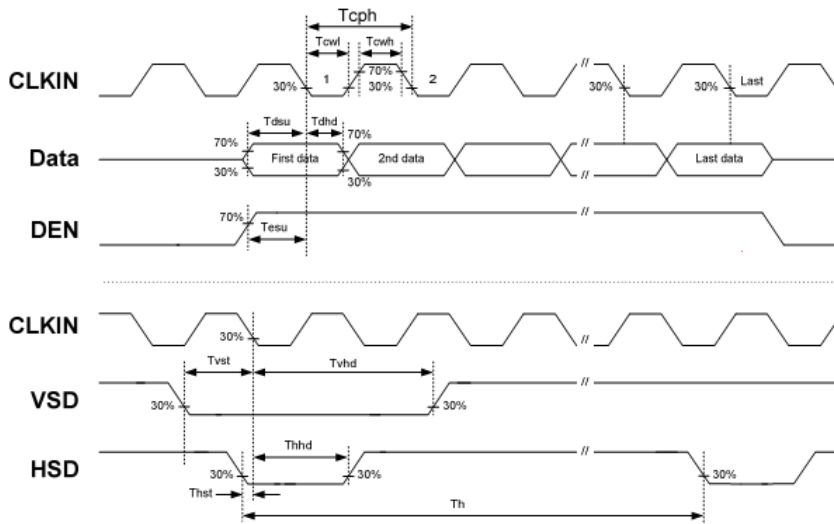 Tcph
Tcwl Tcwh
CLKIN 30% 1 70% 30% 2 // 30% 30% Last
Tdsu Tdhd
70% 70%
Data First data 2nd data // // Last data
30% 30%
DEN 70% Tesu //
CLKIN 30% //
Tvst Tvhd
VSD 30% 30% //
HSD 30% Thhd 30% // 30%
Thst
Th